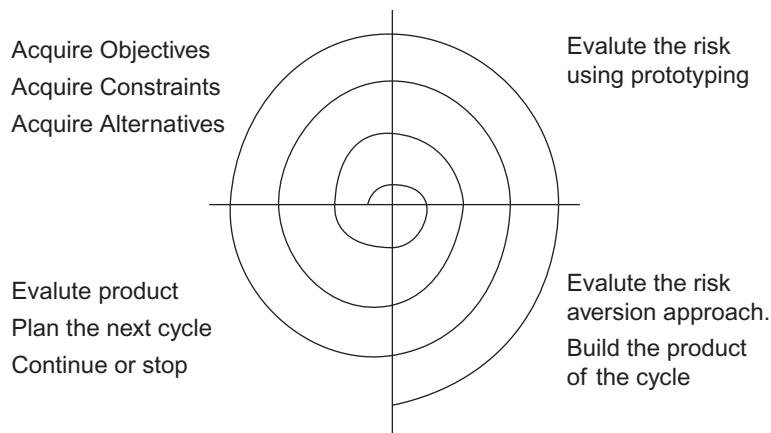 Acquire Objectives
Acquire Constraints
Acquire Alternatives
Evalute the risk
using prototyping
Evalute product
Plan the next cycle
Continue or stop
Evalute the risk
aversion approach.
Build the product
of the cycle